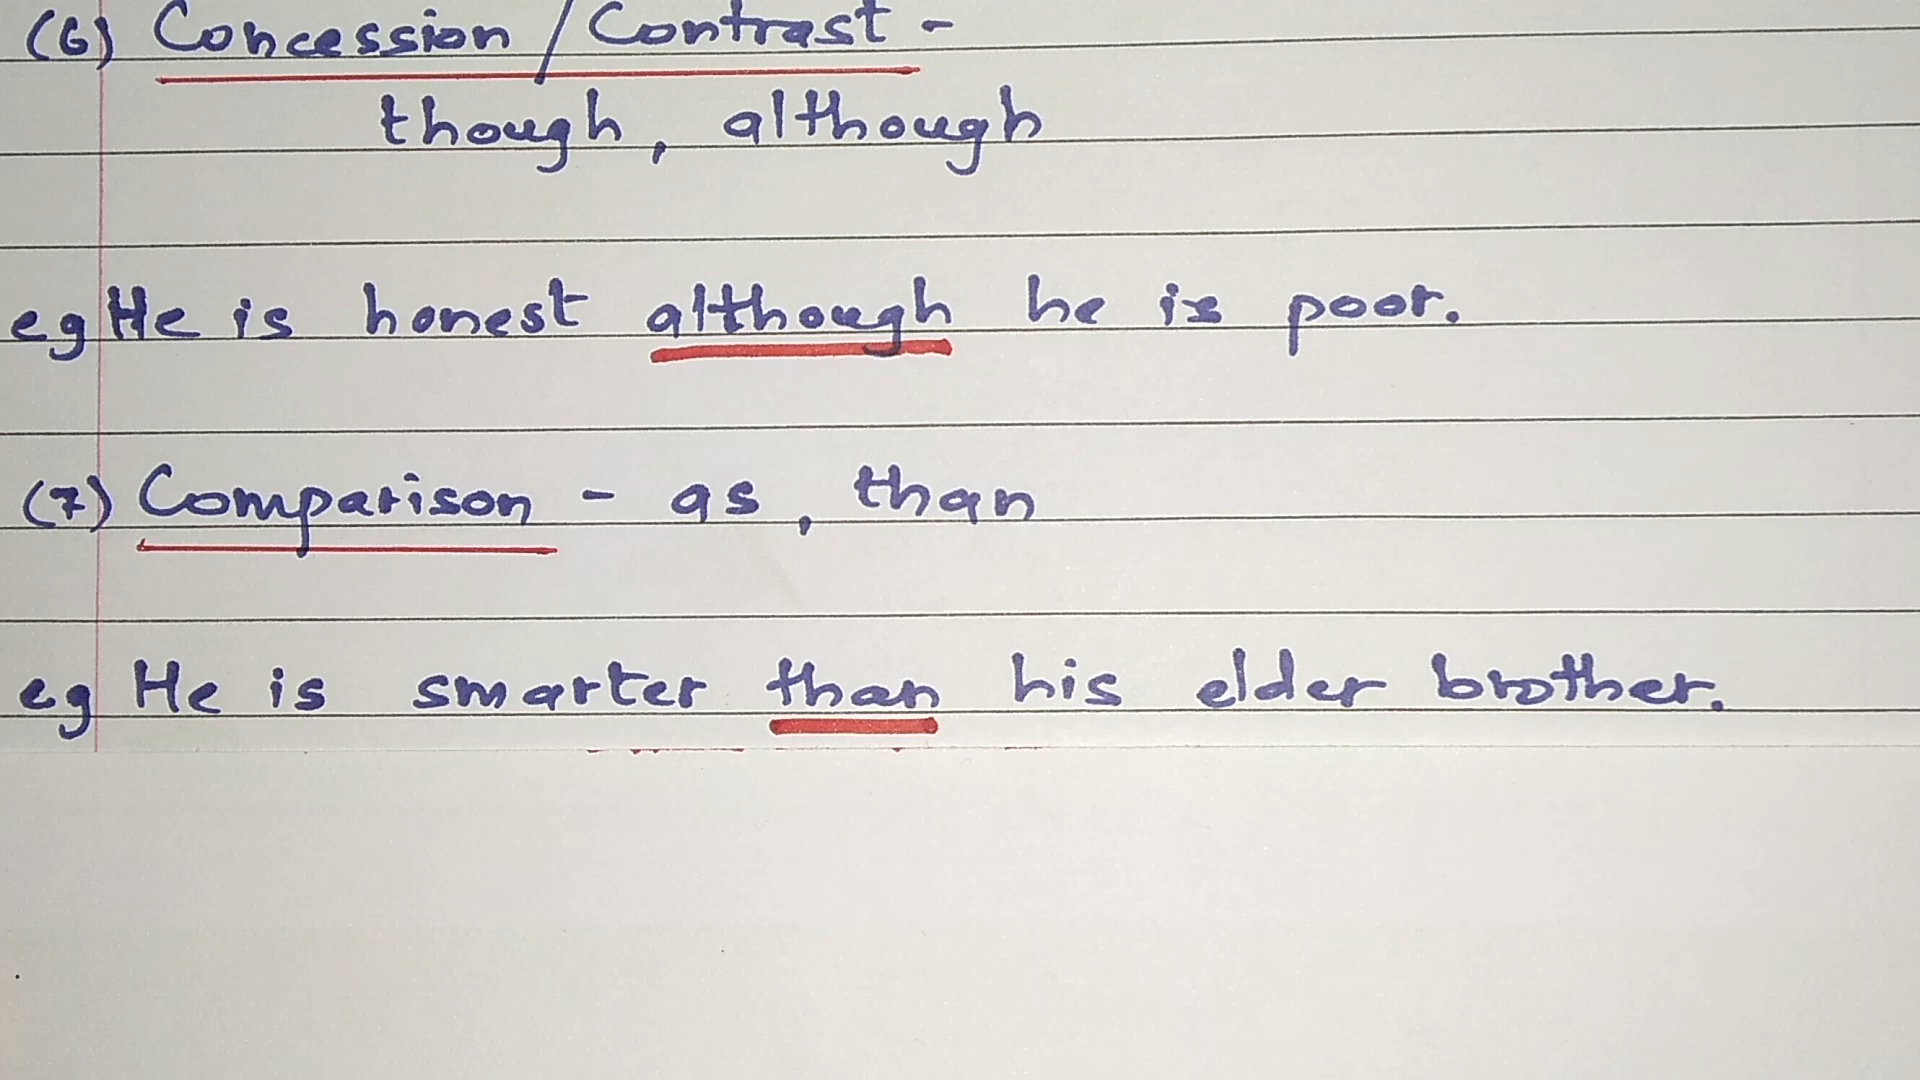 (6) Concession / Contrast -
though, although
eg He is honest although he is poor.
(7) Comparison - as, than
eg He is smarter than his elder brother.